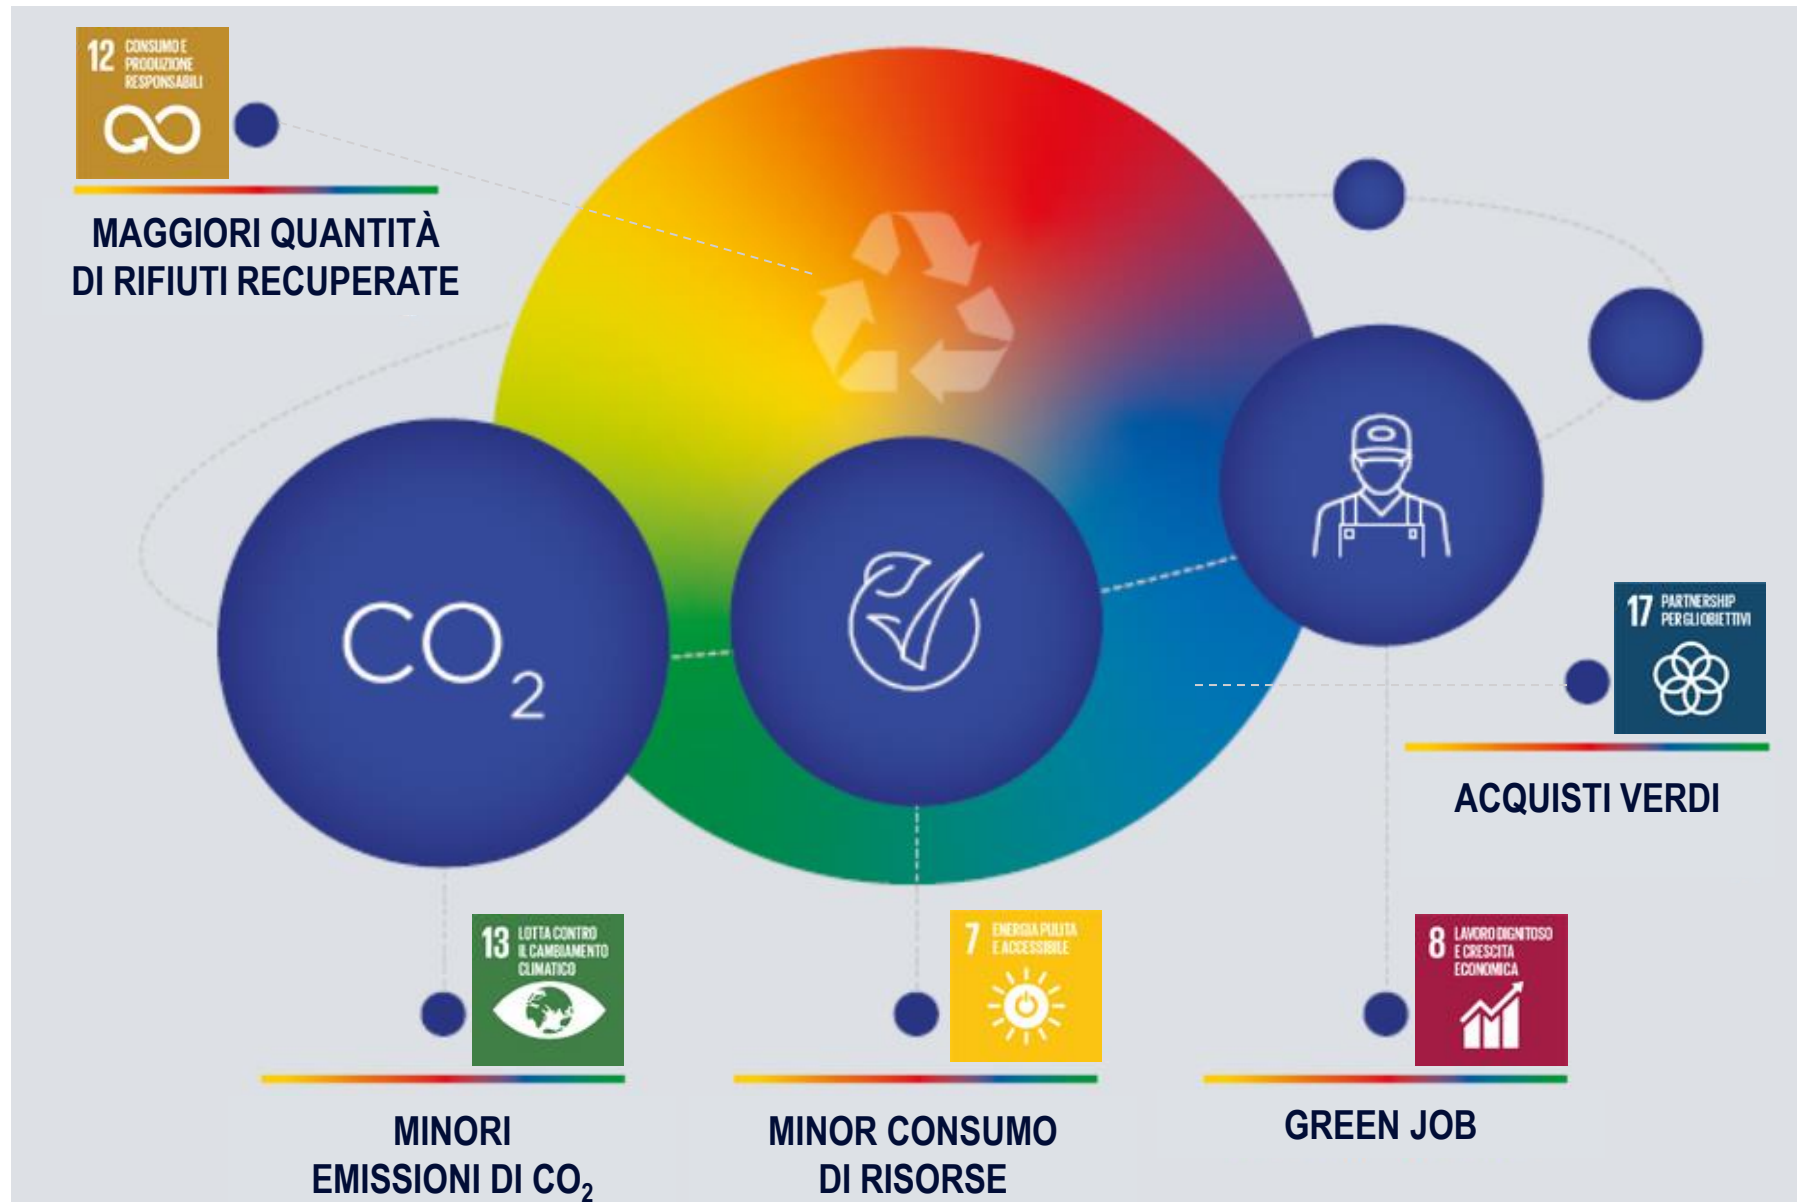 12 CONSUMO E
PRODUZIONE
RESPONSABILI
MAGGIORI QUANTITÀ
DI RIFIUTI RECUPERATE
CO₂
17 PARTNERSHIP
PER GLI OBIETTIVI
ACQUISTI VERDI
13 LOTTA CONTRO
IL CAMBIAMENTO
CLIMATICO
MINORI
EMISSIONI DI CO₂
7 ENERGIA PULITA
E ACCESSIBILE
MINOR CONSUMO
DI RISORSE
8 LAVORO DIGNITOSO
E CRESCITA
ECONOMICA
GREEN JOB